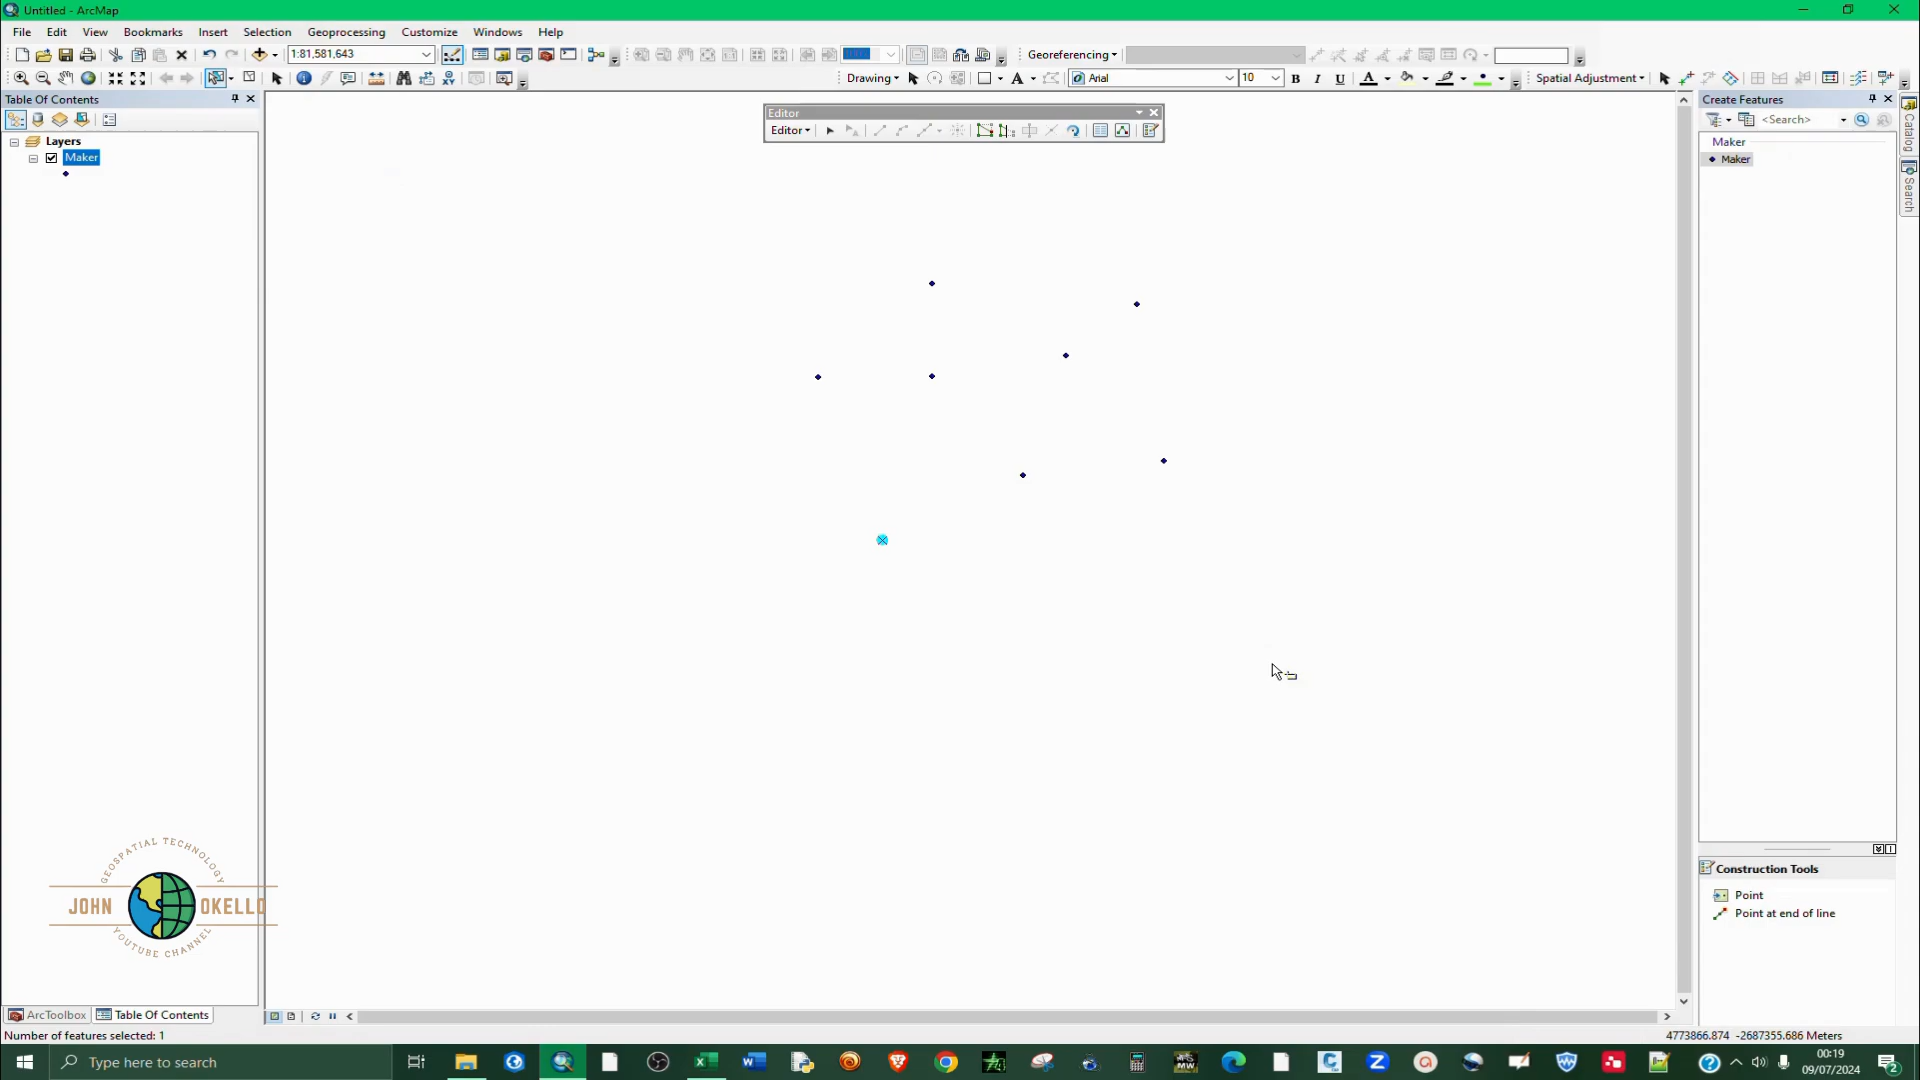 Untitled - ArcMap
File Edit View Bookmarks Insert Selection Geoprocessing Customize Windows Help
1:81,581,643
Georeferencing
Drawing
Arial
10
B I U
A
Spatial Adjustment
Table Of Contents
Layers
Maker
Editor
Editor
Create Features
<Search>
Maker
Maker
Catalog
Search
Construction Tools
Point
Point at end of line
GEOSPATIAL TECHNOLOGY
JOHN OKELLO
YOUTUBE CHANNEL
ArcToolbox
Table Of Contents
Number of features selected: 1
4773866.874 -2687355.686 Meters
Type here to search
00:19
09/07/2024
2